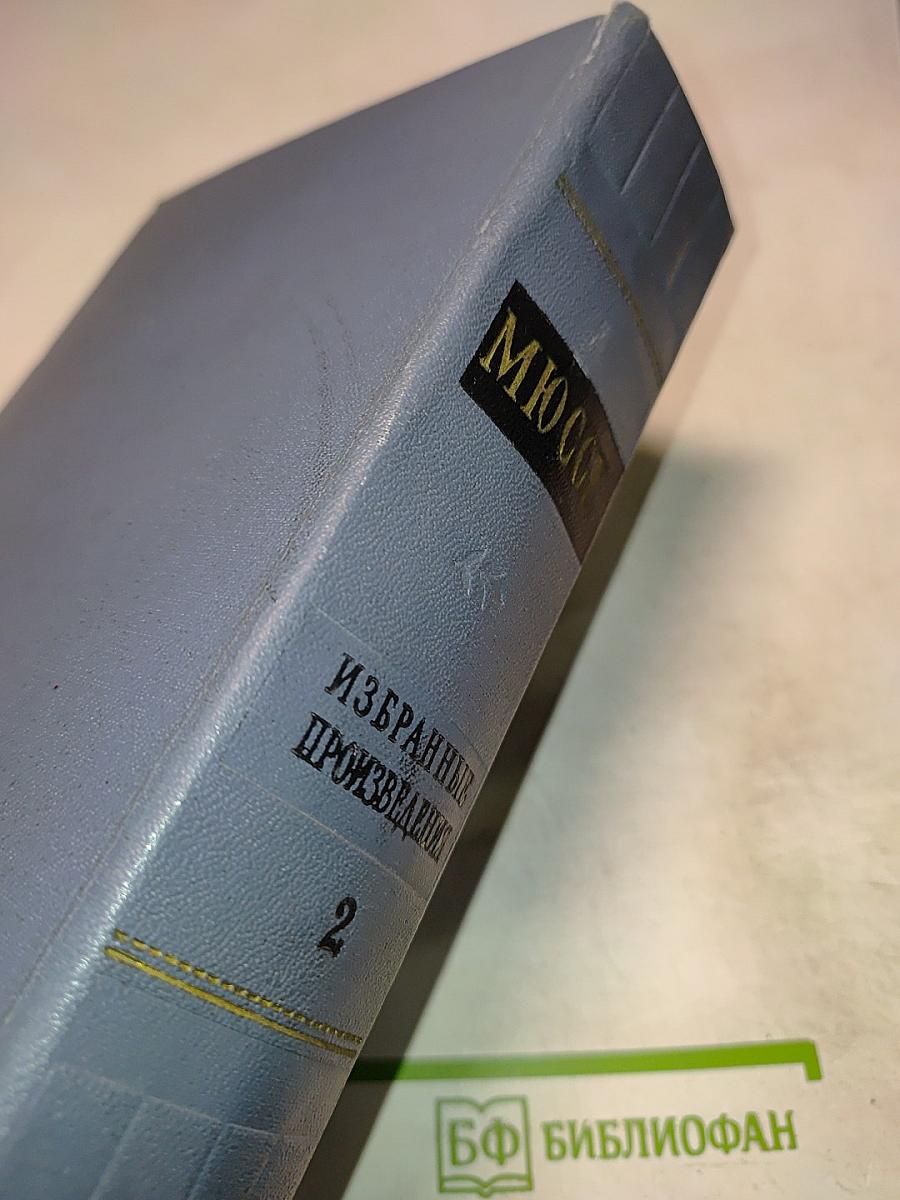 МЮССЕ
ИЗБРАННЫЕ
ПРОИЗВЕДЕНИЯ
2
БФ БИБЛИОФАН